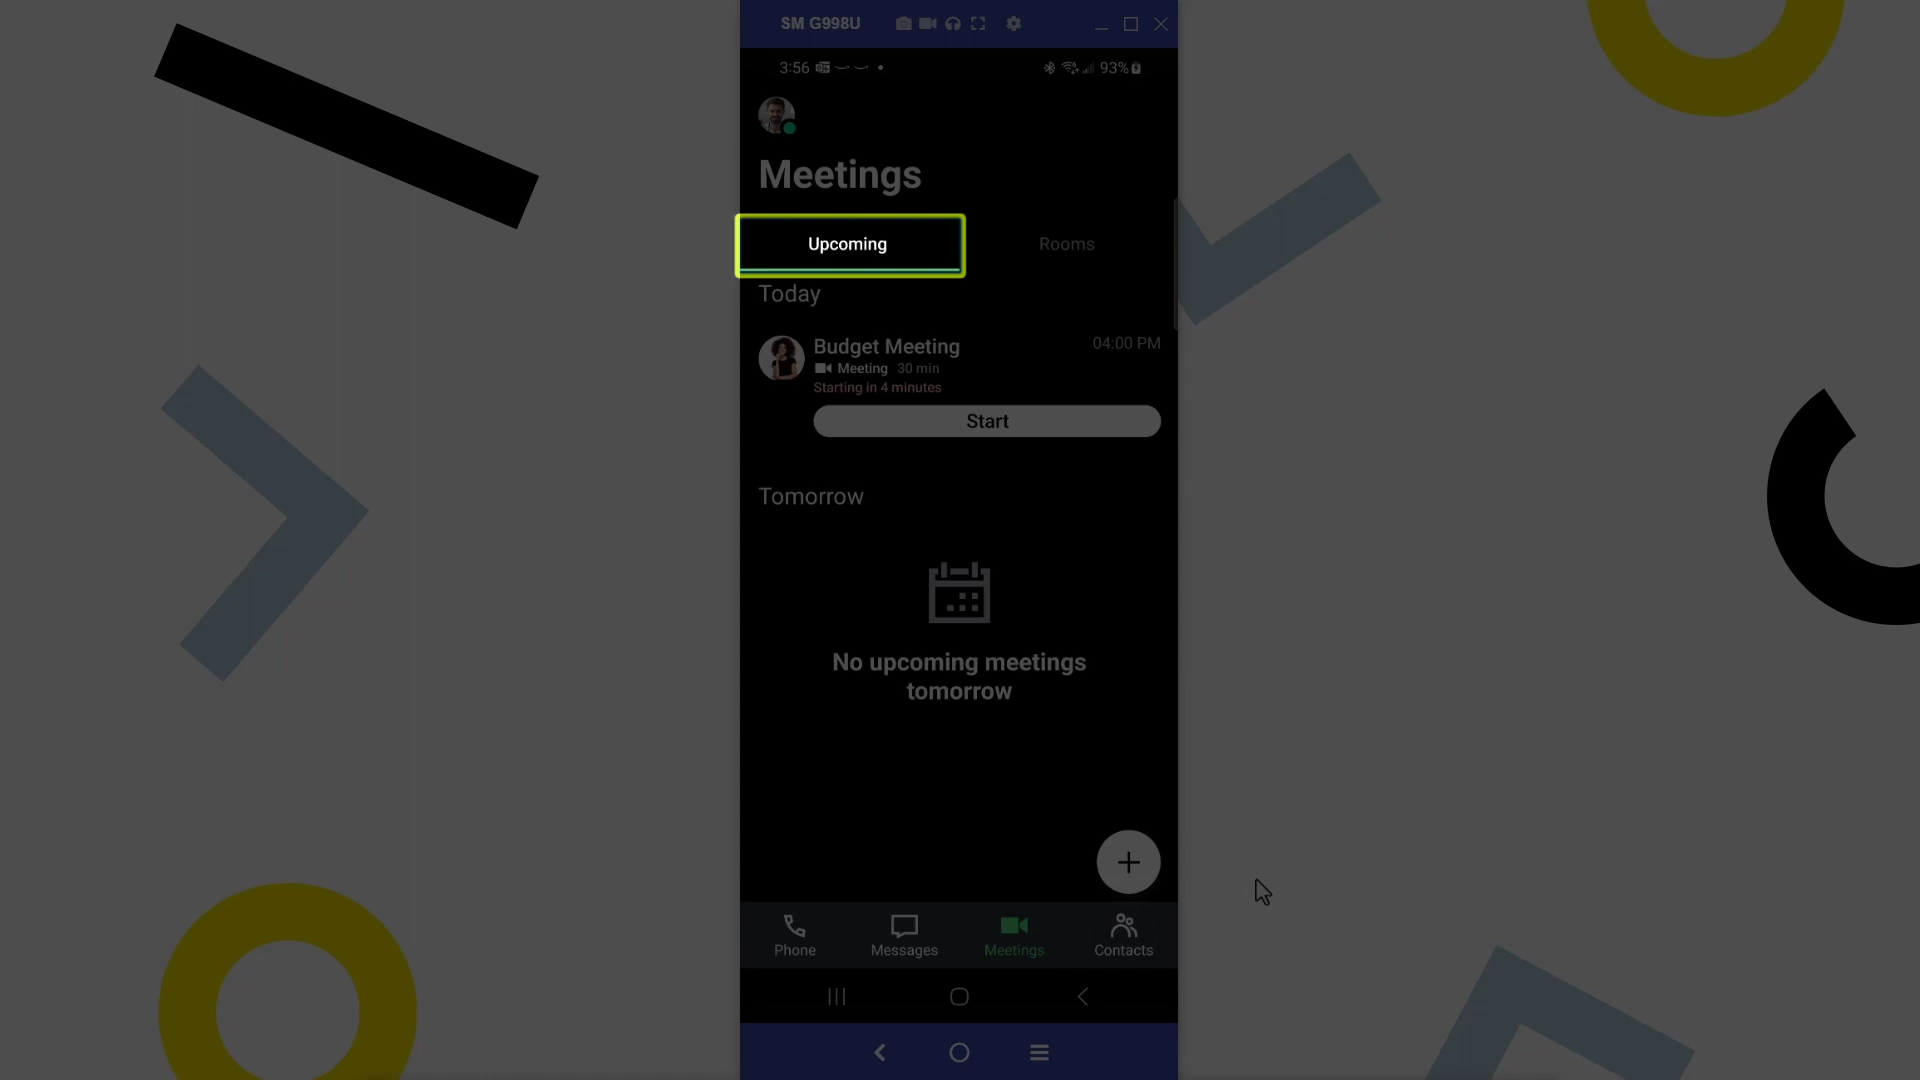 SM G998U
3:56
93%
Meetings
Upcoming
Rooms
Today
Budget Meeting
04:00 PM
Meeting 30 min
Starting in 4 minutes
Start
Tomorrow
No upcoming meetings
tomorrow
Phone
Messages
Meetings
Contacts